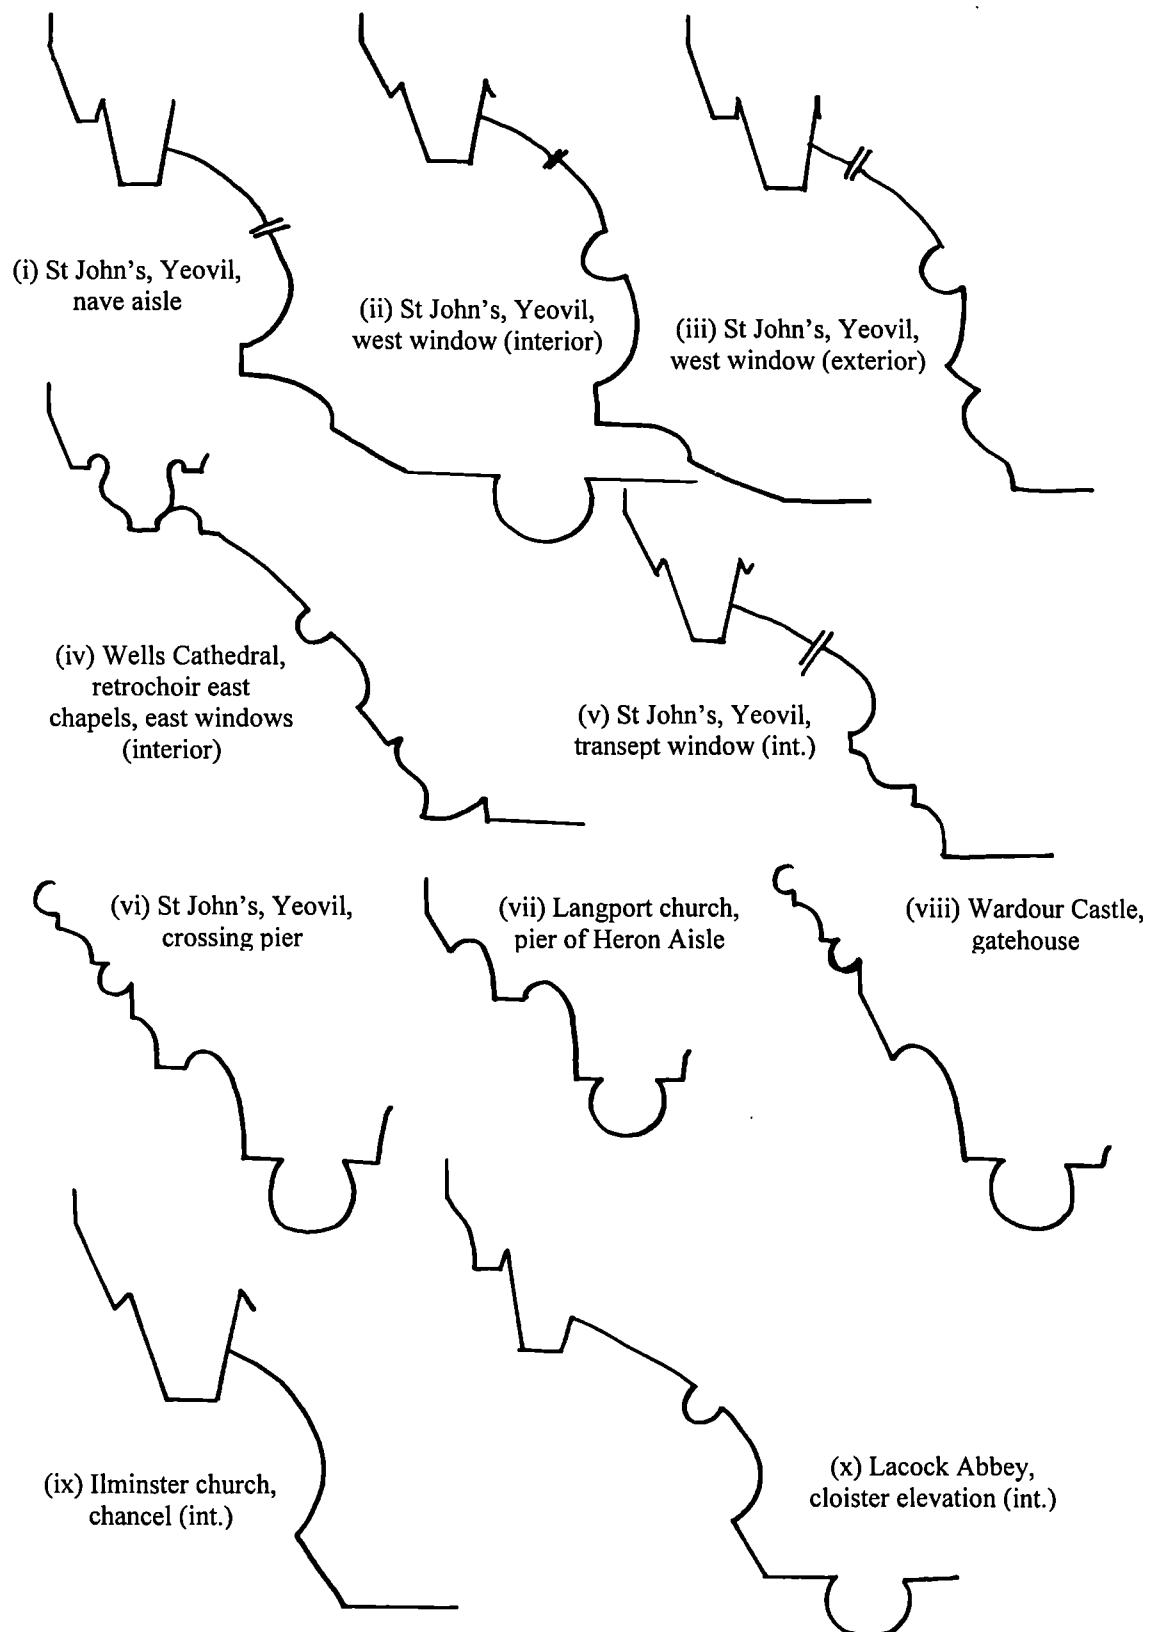 (i) St John's, Yeovil,
nave aisle
(ii) St John's, Yeovil,
west window (interior)
(iii) St John's, Yeovil,
west window (exterior)
(iv) Wells Cathedral,
retrochoir east
chapels, east windows
(interior)
(v) St John's, Yeovil,
transept window (int.)
(vi) St John's, Yeovil,
crossing pier
(vii) Langport church,
pier of Heron Aisle
(viii) Wardour Castle,
gatehouse
(ix) Ilminster church,
chancel (int.)
(x) Lacock Abbey,
cloister elevation (int.)